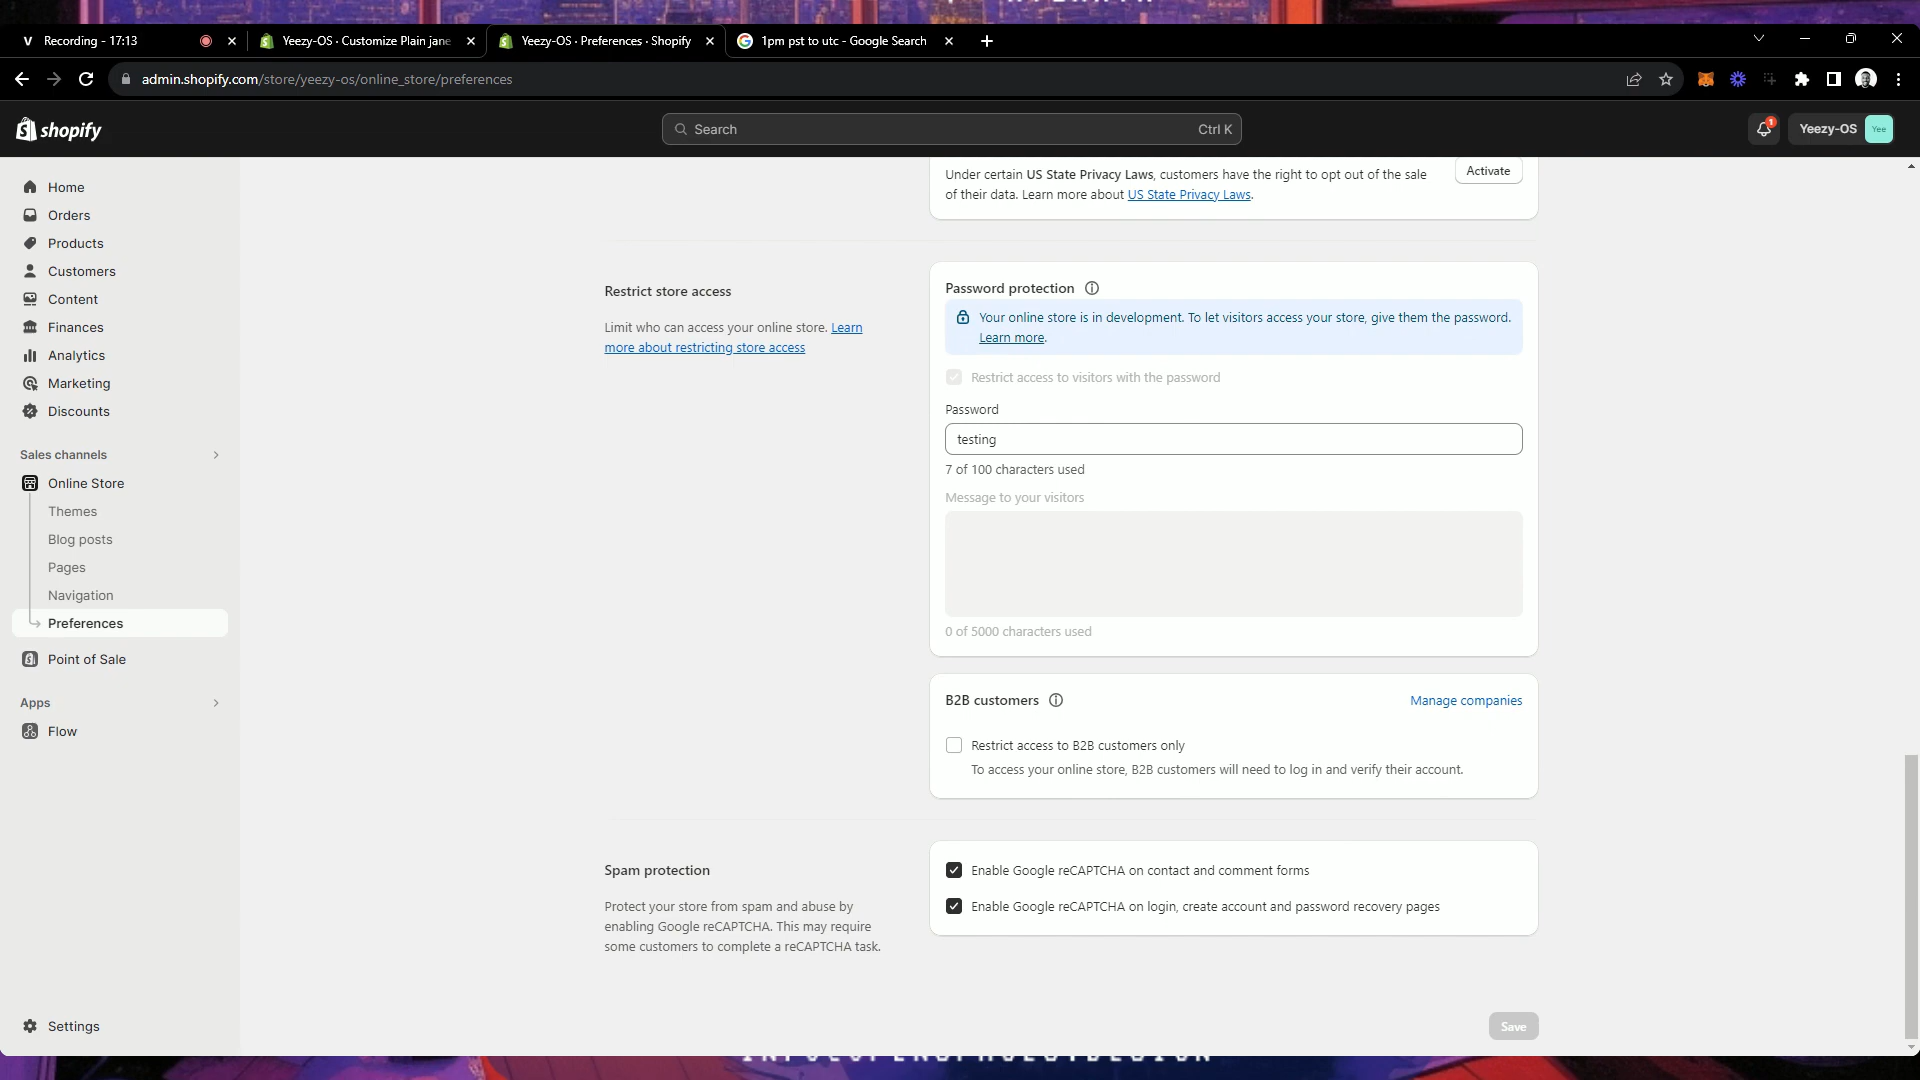 Recording - 17:13
Yeezy-OS · Customize Plain jane
Yeezy-OS · Preferences · Shopify
1pm pst to utc - Google Search
admin.shopify.com/store/yeezy-os/online_store/preferences
shopify
Search
Ctrl K
1
Yeezy-OS
Yee
Home
Orders
Products
Customers
Content
Finances
Analytics
Marketing
Discounts
Sales channels
Online Store
Themes
Blog posts
Pages
Navigation
Preferences
Point of Sale
Apps
Flow
Settings
Under certain US State Privacy Laws, customers have the right to opt out of the sale
of their data. Learn more about US State Privacy Laws.
Activate
Restrict store access
Limit who can access your online store. Learn
more about restricting store access
Password protection
Your online store is in development. To let visitors access your store, give them the password.
Learn more.
Restrict access to visitors with the password
Password
testing
7 of 100 characters used
Message to your visitors
0 of 5000 characters used
B2B customers
Manage companies
Restrict access to B2B customers only
To access your online store, B2B customers will need to log in and verify their account.
Spam protection
Protect your store from spam and abuse by
enabling Google reCAPTCHA. This may require
some customers to complete a reCAPTCHA task.
Enable Google reCAPTCHA on contact and comment forms
Enable Google reCAPTCHA on login, create account and password recovery pages
Save